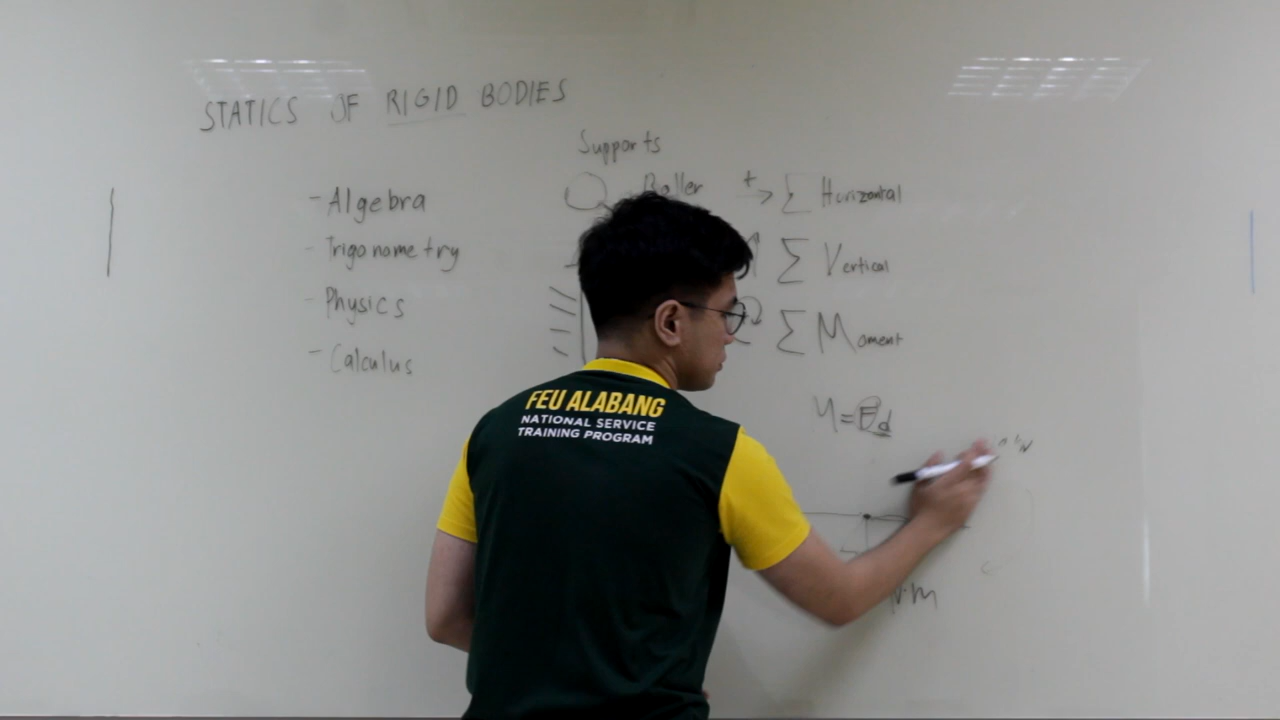 STATICS OF RIGID BODIES
Supports
- Algebra
- Trigonometry
- Physics
- Calculus
Roller
+ → Σ Horizontal
Σ Vertical
Σ Moment
M=Fd
N·m
FEU ALABANG
NATIONAL SERVICE
TRAINING PROGRAM